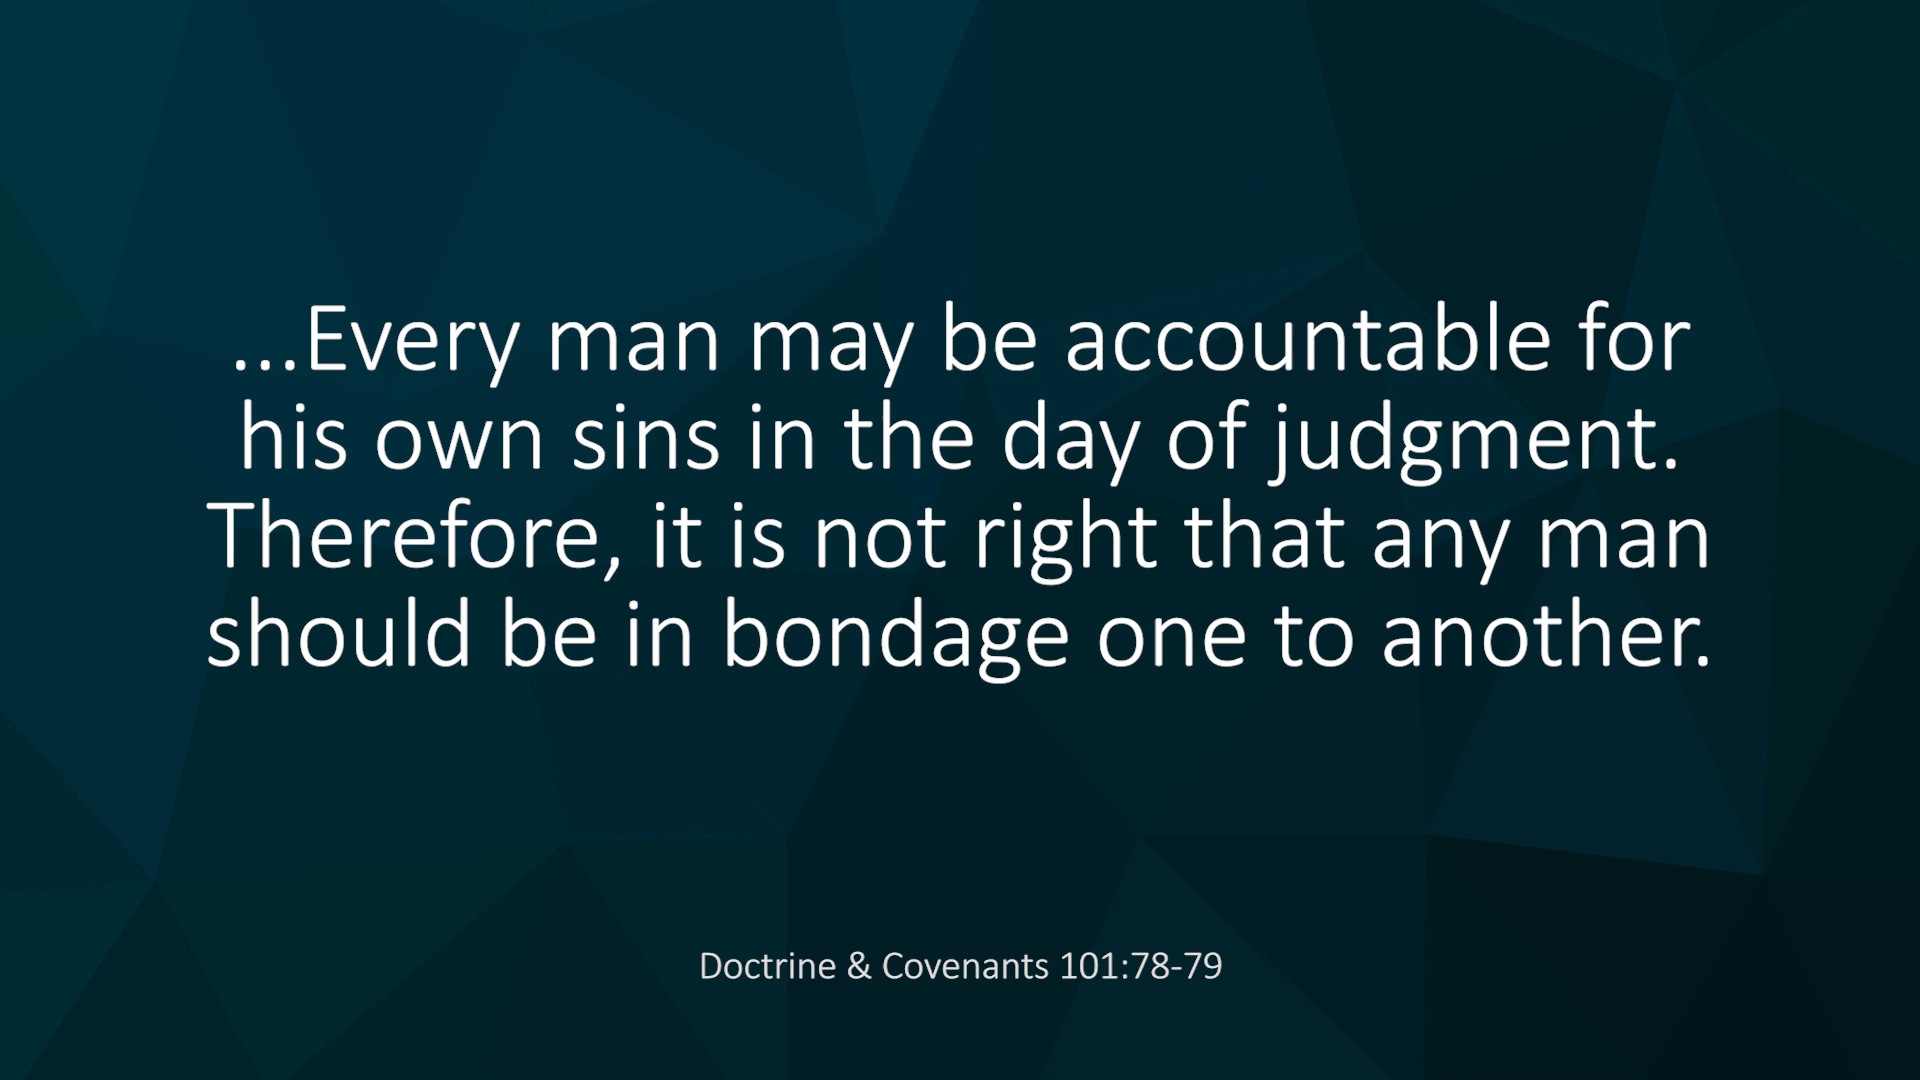 ...Every man may be accountable for
his own sins in the day of judgment.
Therefore, it is not right that any man
should be in bondage one to another.
Doctrine & Covenants 101:78-79